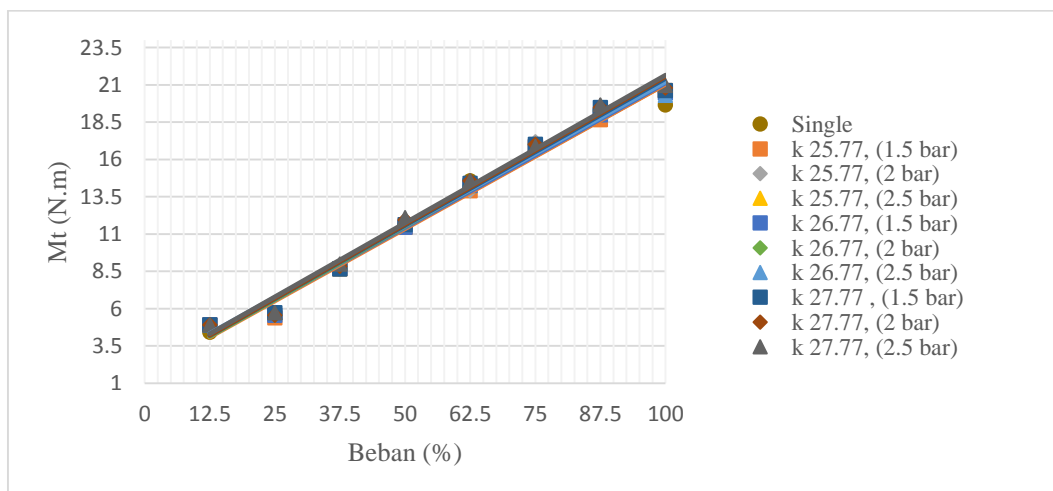 Mt (N.m)
23.5
21
18.5
16
13.5
11
8.5
6
3.5
1
0 12.5 25 37.5 50 62.5 75 87.5 100
Beban (%)
Single
k 25.77, (1.5 bar)
k 25.77, (2 bar)
k 25.77, (2.5 bar)
k 26.77, (1.5 bar)
k 26.77, (2 bar)
k 26.77, (2.5 bar)
k 27.77 , (1.5 bar)
k 27.77, (2 bar)
k 27.77, (2.5 bar)